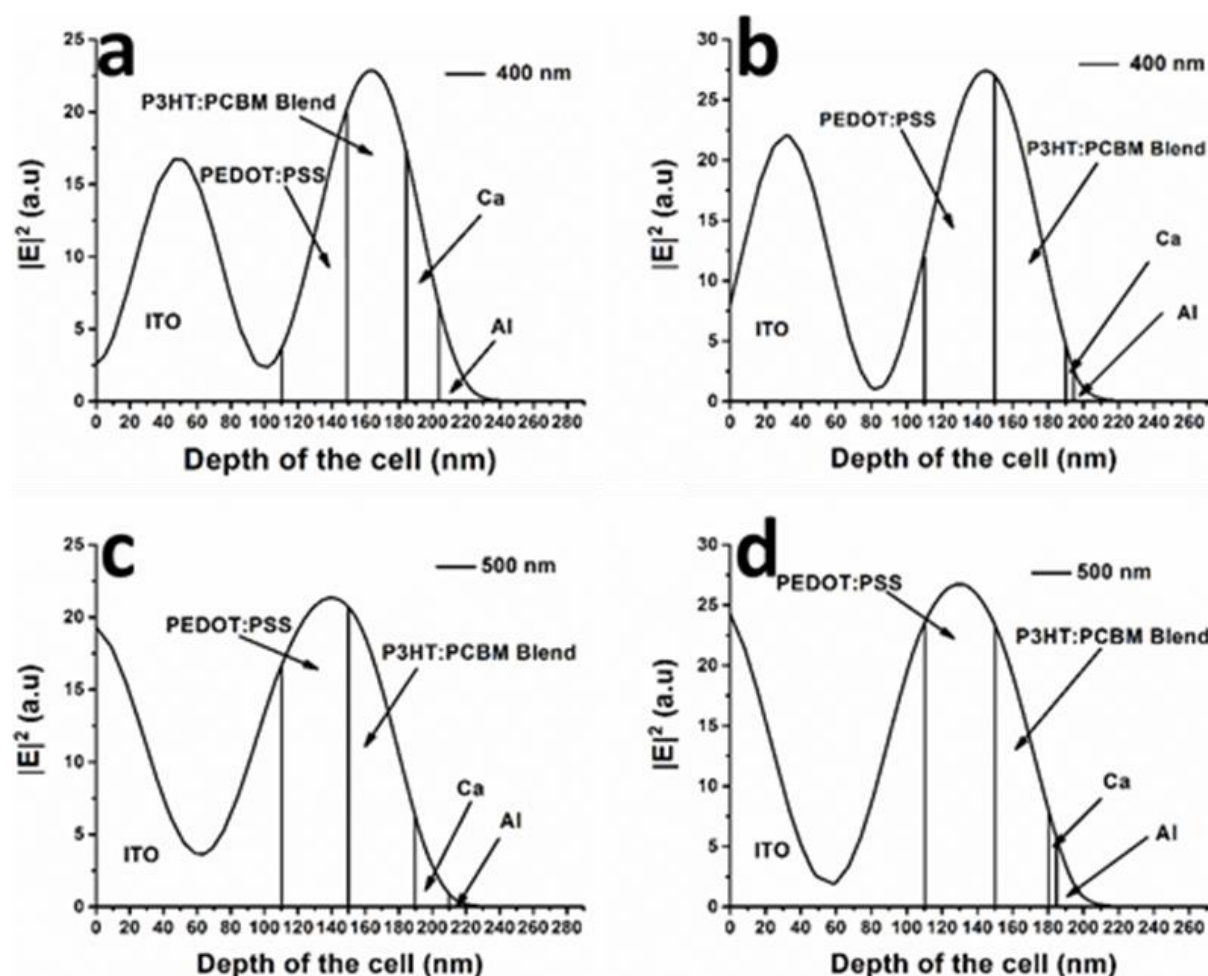 a
25
20
15
10
5
0
|E|² (a.u)
400 nm
P3HT:PCBM Blend
PEDOT:PSS
Ca
ITO
Al
0 20 40 60 80 100 120 140 160 180 200 220 240 260 280
Depth of the cell (nm)
b
30
25
20
15
10
5
0
|E|² (a.u)
400 nm
PEDOT:PSS
P3HT:PCBM Blend
Ca
Al
ITO
0 20 40 60 80 100 120 140 160 180 200 220 240 260
Depth of the cell (nm)
c
25
20
15
10
5
0
|E|² (a.u)
500 nm
PEDOT:PSS
P3HT:PCBM Blend
Ca
Al
ITO
0 20 40 60 80 100 120 140 160 180 200 220 240 260 280
Depth of the cell (nm)
d
30
25
20
15
10
5
0
|E|² (a.u)
500 nm
PEDOT:PSS
P3HT:PCBM Blend
Ca
Al
ITO
0 20 40 60 80 100 120 140 160 180 200 220 240 260
Depth of the cell (nm)